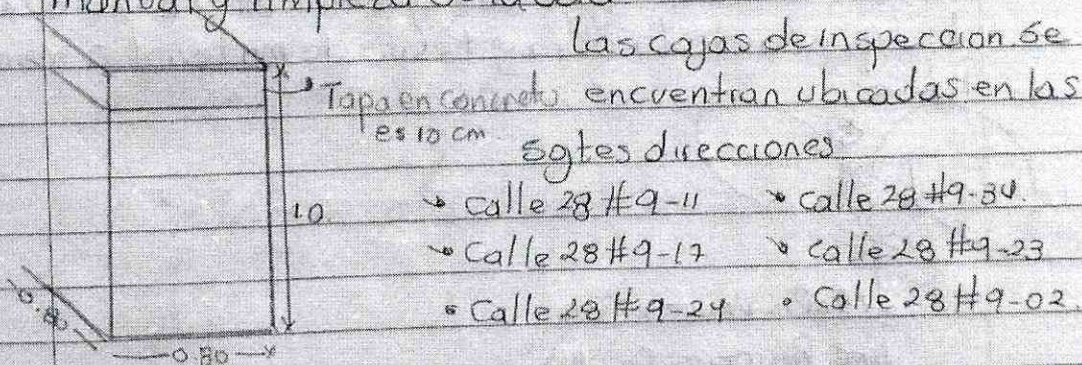 manual y limpieza
las cajas de inspeccion se
Tapa en concreto encuentran ubicadas en las
es 10 cm sgtes direcciones
1.0 • Calle 28 #9-11 • Calle 28 #9-34.
• Calle 28 #9-17 • Calle 28 #9-23
• Calle 28 #9-24 • Calle 28 #9-02.
0.80
0.80